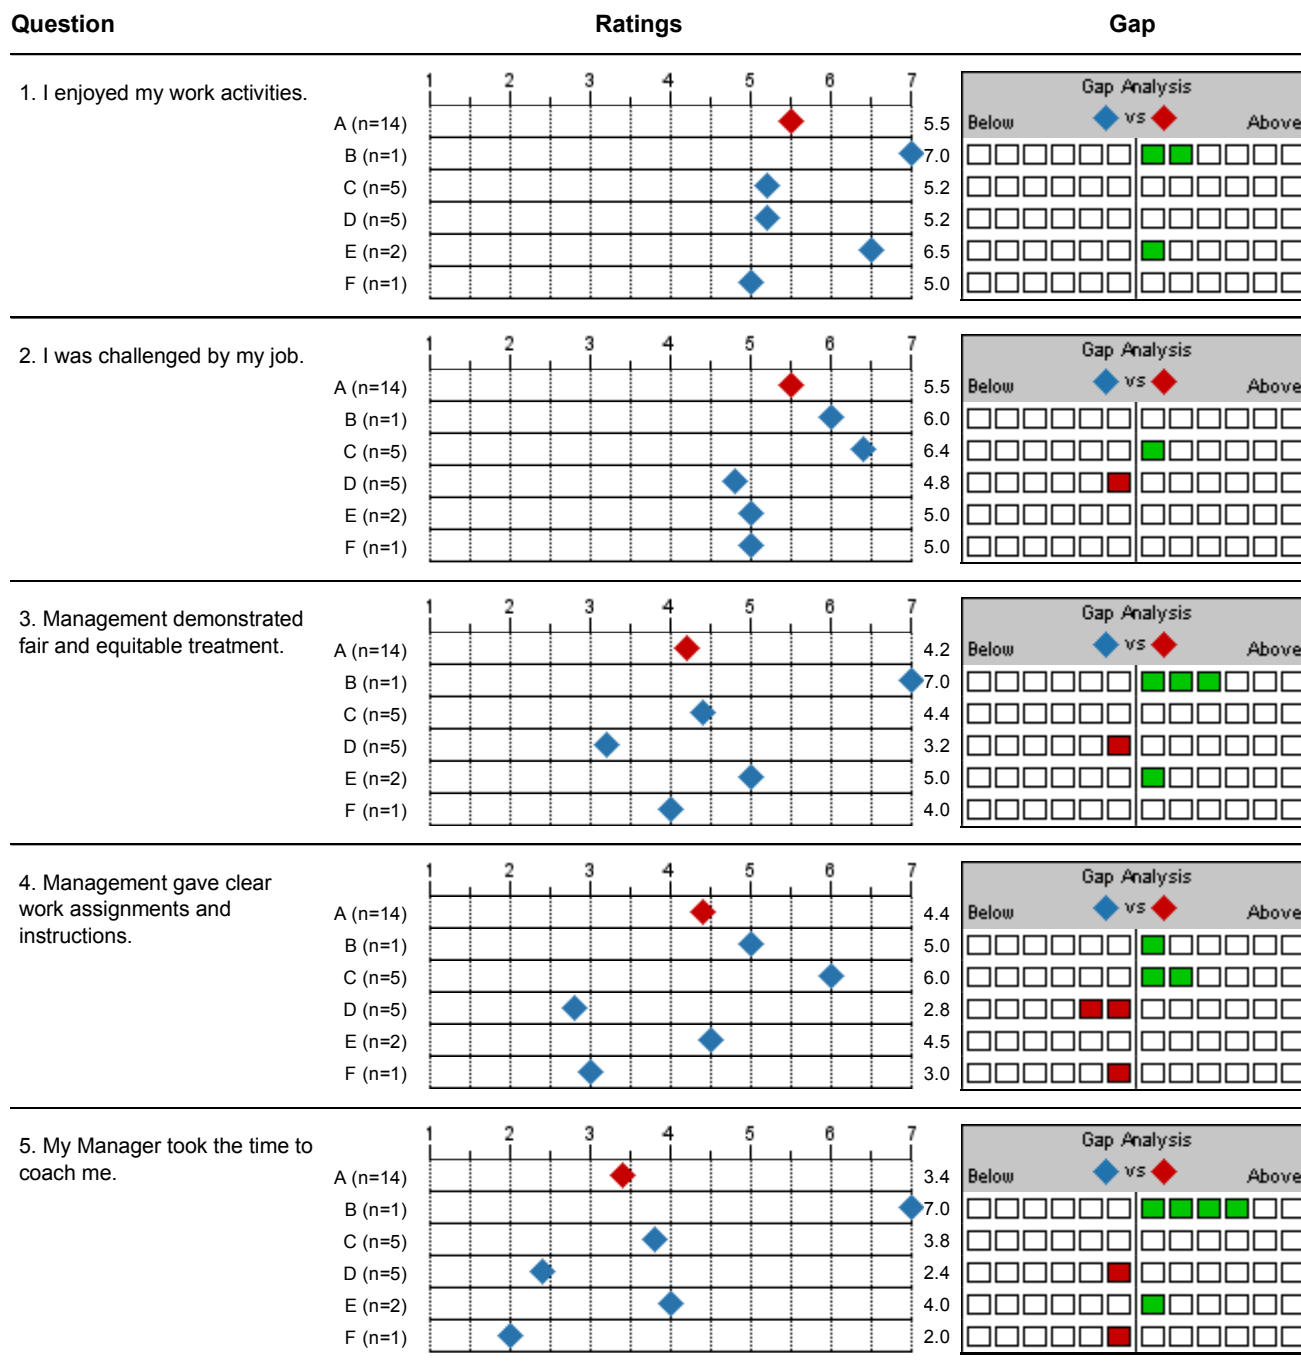 Question Ratings Gap
1. I enjoyed my work activities.
1 2 3 4 5 6 7
Gap Analysis
Below vs Above
A (n=14) 5.5
B (n=1) 7.0
C (n=5) 5.2
D (n=5) 5.2
E (n=2) 6.5
F (n=1) 5.0
2. I was challenged by my job.
1 2 3 4 5 6 7
Gap Analysis
Below vs Above
A (n=14) 5.5
B (n=1) 6.0
C (n=5) 6.4
D (n=5) 4.8
E (n=2) 5.0
F (n=1) 5.0
3. Management demonstrated
fair and equitable treatment.
1 2 3 4 5 6 7
Gap Analysis
Below vs Above
A (n=14) 4.2
B (n=1) 7.0
C (n=5) 4.4
D (n=5) 3.2
E (n=2) 5.0
F (n=1) 4.0
4. Management gave clear
work assignments and
instructions.
1 2 3 4 5 6 7
Gap Analysis
Below vs Above
A (n=14) 4.4
B (n=1) 5.0
C (n=5) 6.0
D (n=5) 2.8
E (n=2) 4.5
F (n=1) 3.0
5. My Manager took the time to
coach me.
1 2 3 4 5 6 7
Gap Analysis
Below vs Above
A (n=14) 3.4
B (n=1) 7.0
C (n=5) 3.8
D (n=5) 2.4
E (n=2) 4.0
F (n=1) 2.0